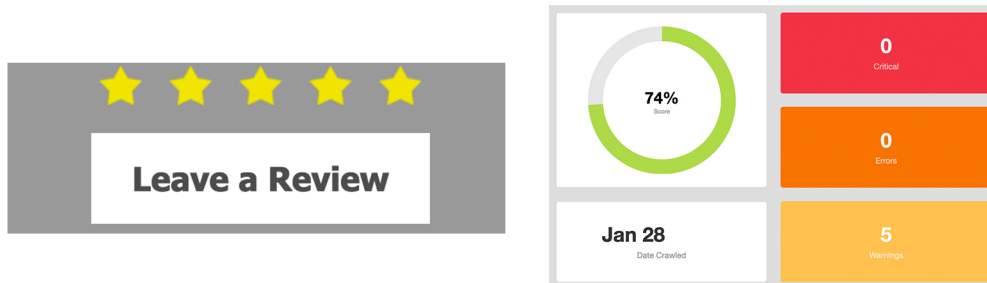 Leave a Review
74%
Score
Jan 28
Date Crawled
0
Critical
0
Errors
5
Warnings